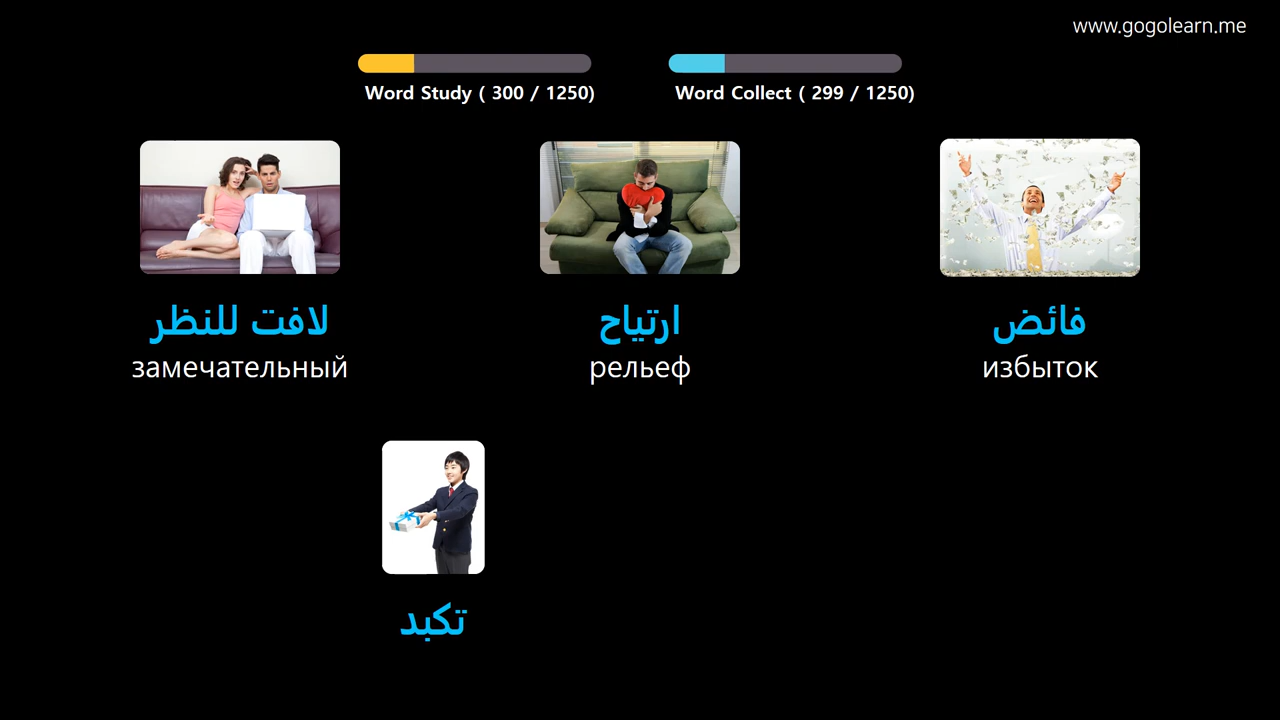 www.gogolearn.me
Word Study ( 300 / 1250)
Word Collect ( 299 / 1250)
لافت للنظر
замечательный
ارتياح
рельеф
فائض
избыток
تكبد